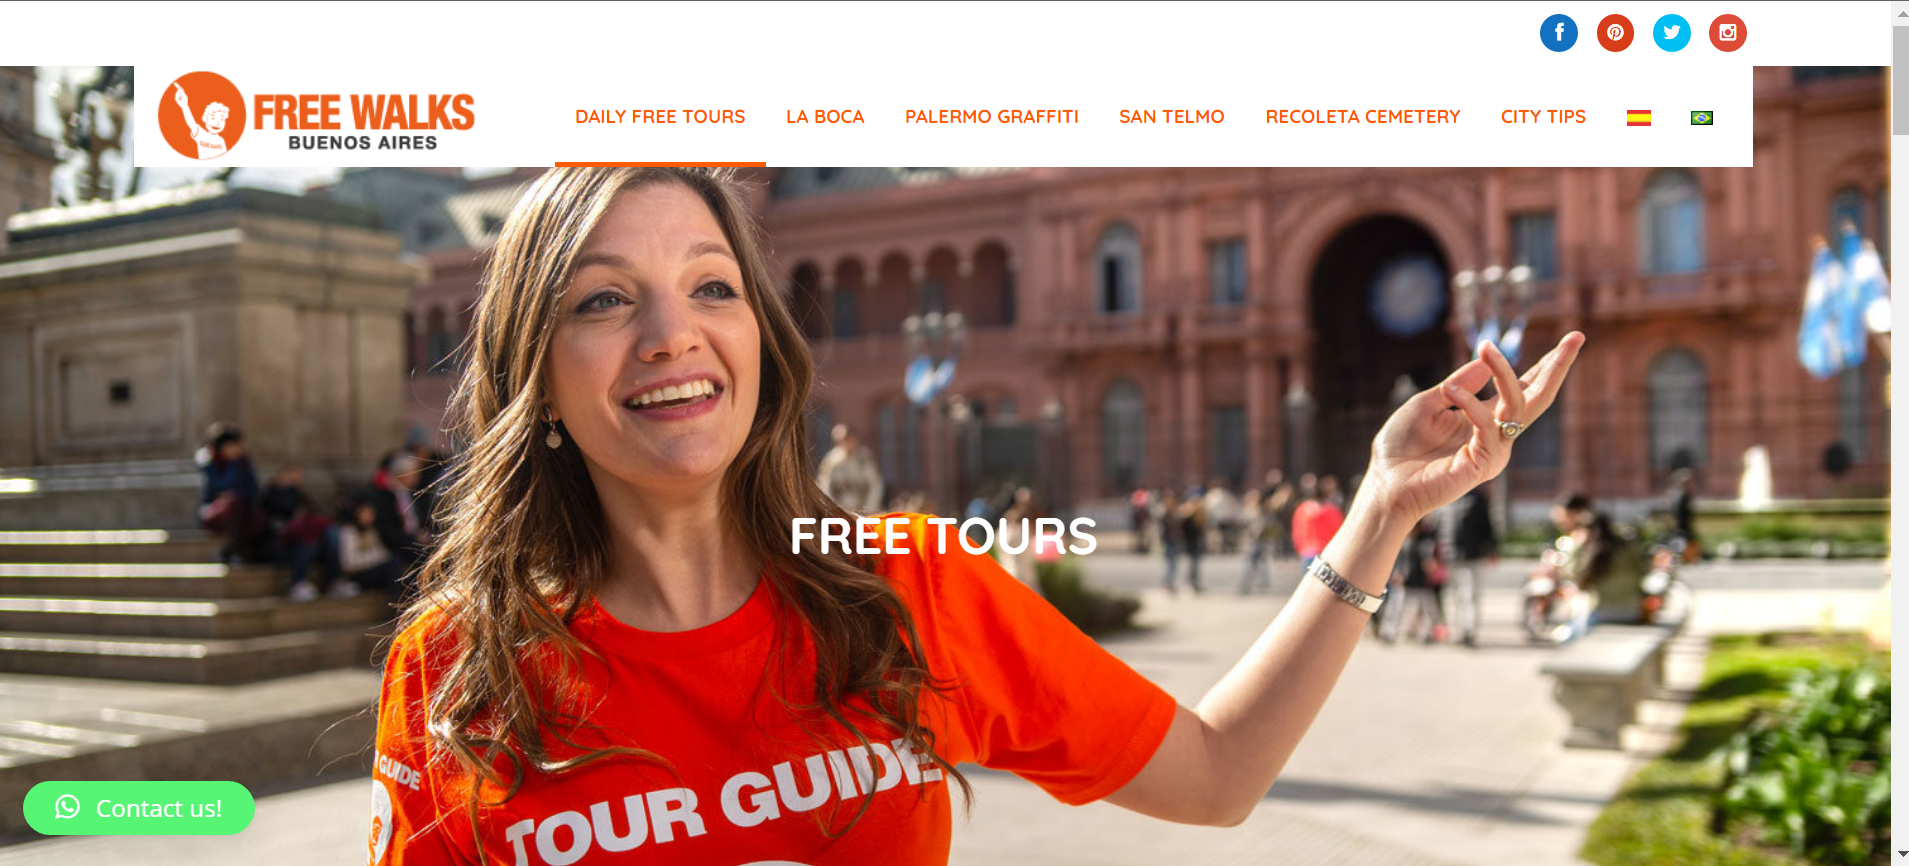 FREE WALKS
BUENOS AIRES
DAILY FREE TOURS
LA BOCA
PALERMO GRAFFITI
SAN TELMO
RECOLETA CEMETERY
CITY TIPS
FREE TOURS
GUIDE
TOUR GUIDE
Contact us!